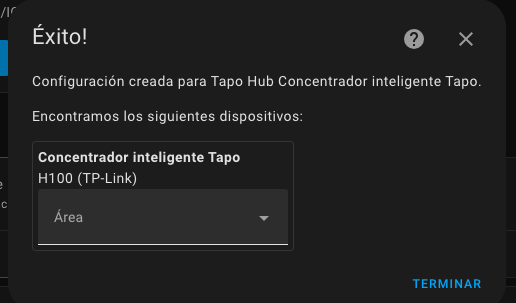 Éxito!
Configuración creada para Tapo Hub Concentrador inteligente Tapo.
Encontramos los siguientes dispositivos:
Concentrador inteligente Tapo
H100 (TP-Link)
Área
TERMINAR